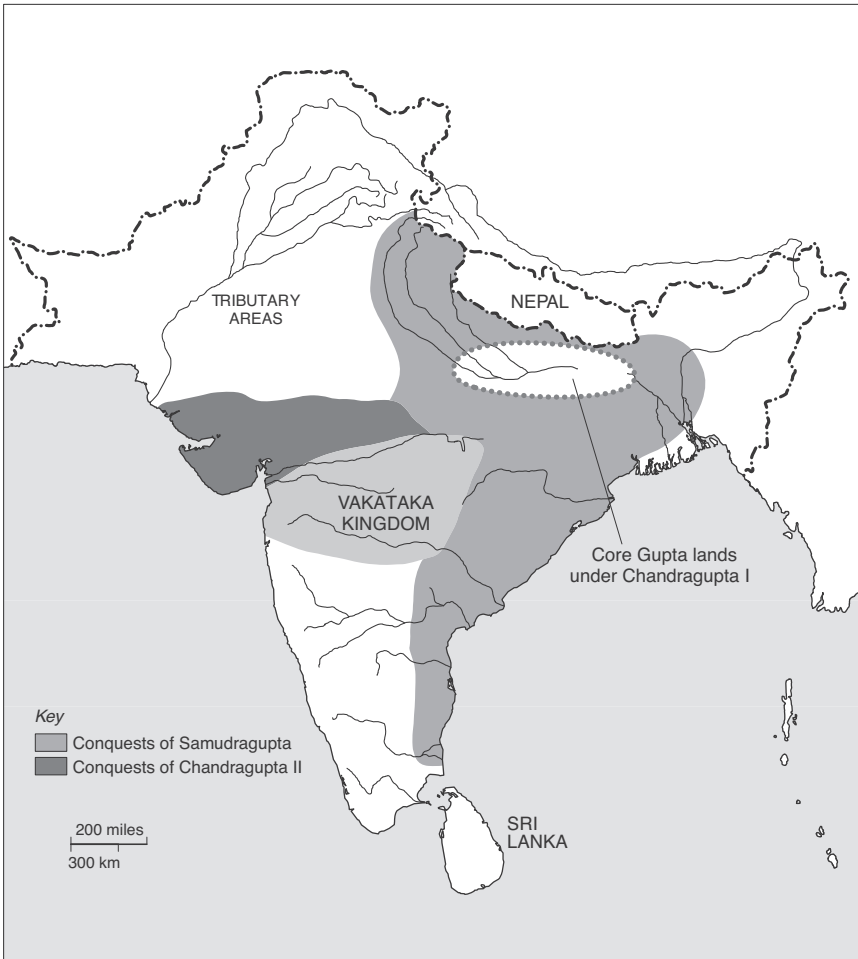 TRIBUTARY
AREAS
NEPAL
VAKATAKA
KINGDOM
Core Gupta lands
under Chandragupta I
Key
Conquests of Samudragupta
Conquests of Chandragupta II
200 miles
300 km
SRI
LANKA